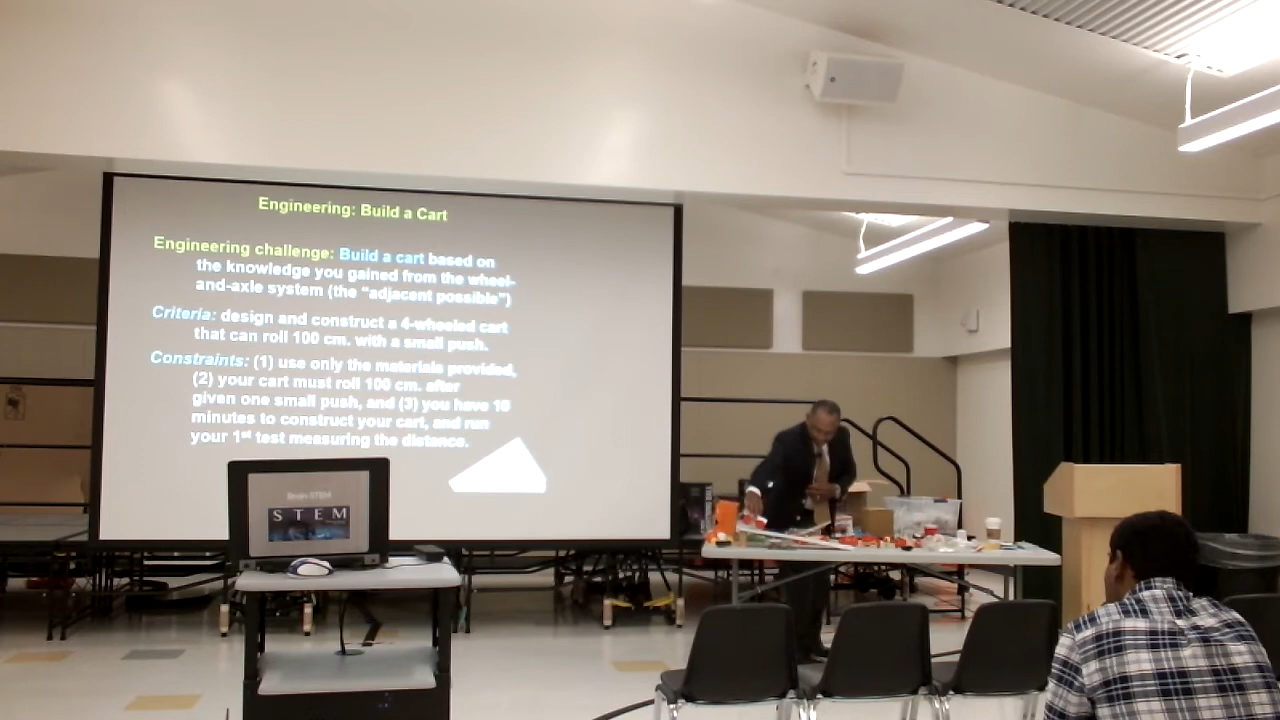 Engineering: Build a Cart
Engineering challenge: Build a cart based on
the knowledge you gained from the wheel-
and-axle system (the "adjacent possible")
Criteria: design and construct a 4-wheeled cart
that can roll 100 cm. with a small push.
Constraints: (1) use only the materials provided,
(2) your cart must roll 100 cm. after
given one small push, and (3) you have 15
minutes to construct your cart, and run
your 1st test measuring the distance.
STEM